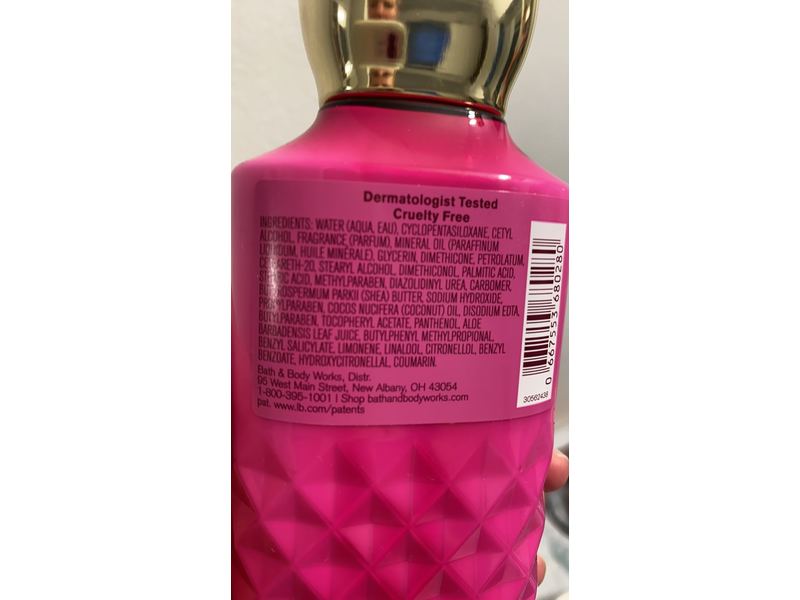 Dermatologist Tested
Cruelty Free
INGREDIENTS: WATER (AQUA, EAU), CYCLOPENTASILOXANE, CETYL
ALCOHOL, FRAGRANCE (PARFUM), MINERAL OIL (PARAFFINUM
LIQUIDUM, HUILE MINÉRALE), GLYCERIN, DIMETHICONE, PETROLATUM,
CETEARETH-20, STEARYL ALCOHOL, DIMETHICONOL, PALMITIC ACID,
STEARIC ACID, METHYLPARABEN, DIAZOLIDINYL UREA, CARBOMER,
BUTYROSPERMUM PARKII (SHEA) BUTTER, SODIUM HYDROXIDE,
PROPYLPARABEN, COCOS NUCIFERA (COCONUT) OIL, DISODIUM EDTA,
BUTYLPARABEN, TOCOPHERYL ACETATE, PANTHENOL, ALOE
BARBADENSIS LEAF JUICE, BUTYLPHENYL METHYLPROPIONAL,
BENZYL SALICYLATE, LIMONENE, LINALOOL, CITRONELLOL, BENZYL
BENZOATE, HYDROXYCITRONELLAL, COUMARIN.
Bath & Body Works, Distr.
95 West Main Street, New Albany, OH 43054
1-800-395-1001 | Shop bathandbodyworks.com
pat. www.lb.com/patents
0 667553 680280
30562438